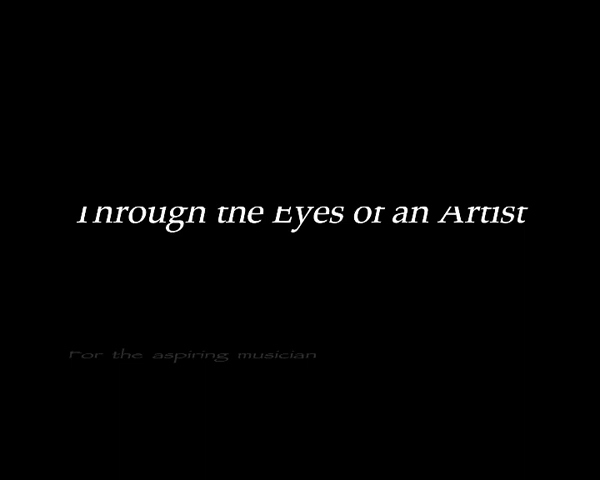 Through the Eyes of an Artist
For the aspiring musician